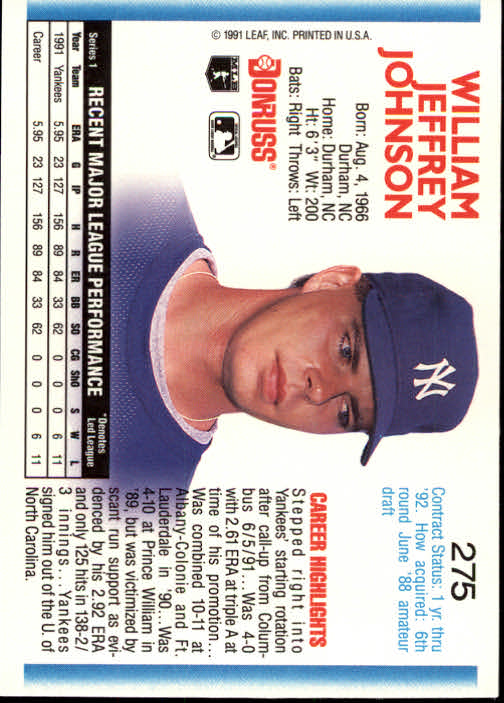 WILLIAM
JEFFREY
JOHNSON
275
Born: Aug. 4, 1966
Durham, NC
Home: Durham, NC
Ht: 6'3" Wt: 200
Bats: Right Throws: Left
Contract Status: 1 yr. thru
'92. How acquired: 6th
round June '88 amateur
draft
DONRUSS®
MLB
MAJOR LEAGUE BASEBALL
© 1991 LEAF, INC. PRINTED IN U.S.A.
NY
CAREER HIGHLIGHTS
Stepped right into
Yankees' starting rotation
after call-up from Colum-
bus 6/5/91...Was 4-0
with 2.61 ERA at triple A at
time of his promotion...
Was combined 10-11 at
Albany-Colonie and Ft.
Lauderdale in '90...Was
4-10 at Prince William in
'89, but was victimized by
scant run support as evi-
denced by his 2.92 ERA
and only 125 hits in 138-2/
3 innings...Yankees
signed him out of the U. of
North Carolina.
Series 1 RECENT MAJOR LEAGUE PERFORMANCE *Denotes Led League
Year Team ERA G IP H R ER BB SO CG ShO S W L
1991 Yankees 5.95 23 127 156 89 84 33 62 0 0 0 6 11
Career 5.95 23 127 156 89 84 33 62 0 0 0 6 11